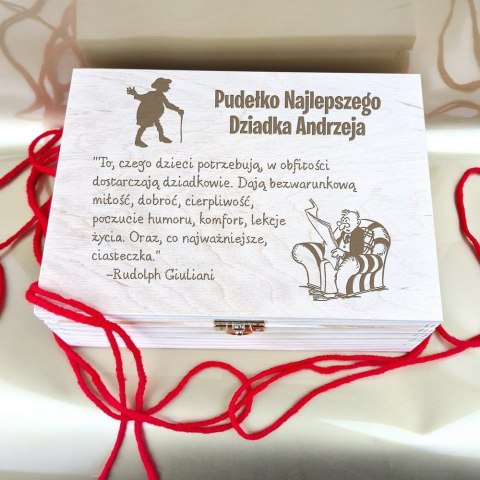 Pudełko Najlepszego
Dziadka Andrzeja
"To, czego dzieci potrzebują, w obfitości
dostarczają dziadkowie. Dają bezwarunkową
miłość, dobroć, cierpliwość,
poczucie humoru, komfort, lekcje
życia. Oraz, co najważniejsze,
ciasteczka."
–Rudolph Giuliani